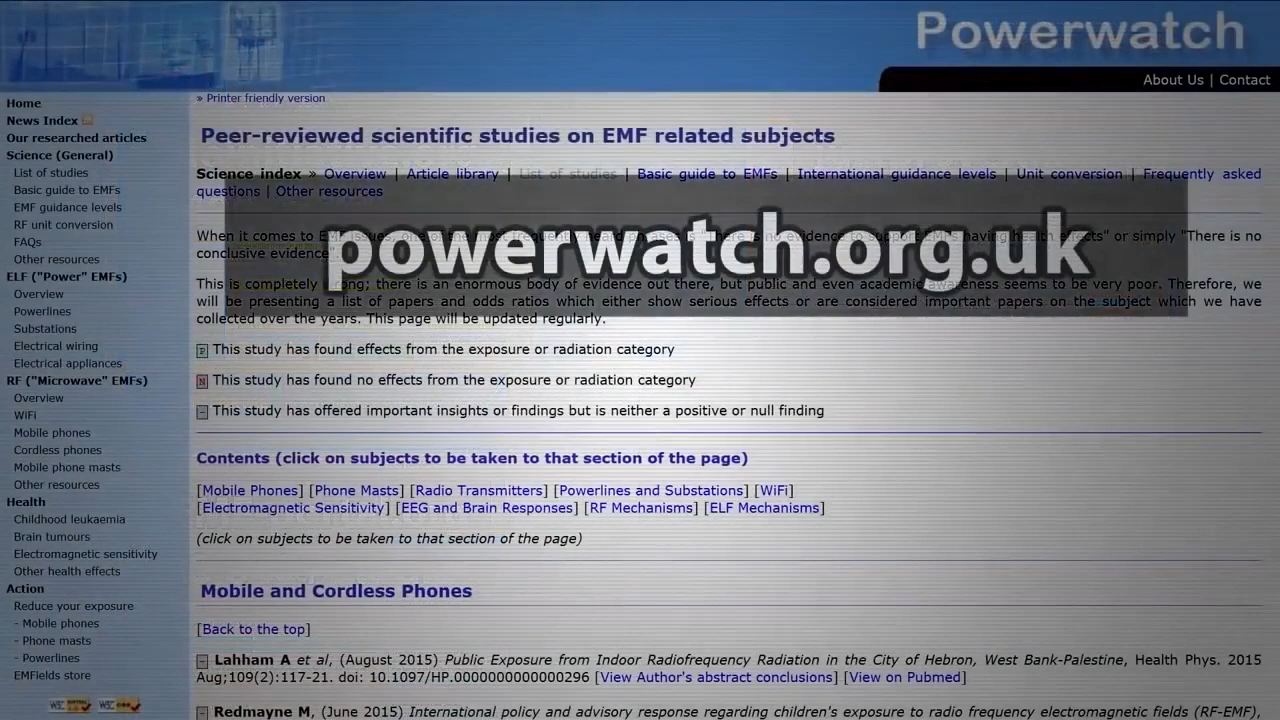 Powerwatch
About Us | Contact
Home
News Index
Our researched articles
Science (General)
List of studies
Basic guide to EMFs
EMF guidance levels
RF unit conversion
FAQs
Other resources
ELF ("Power" EMFs)
Overview
Powerlines
Substations
Electrical wiring
Electrical appliances
RF ("Microwave" EMFs)
Overview
WiFi
Mobile phones
Cordless phones
Mobile phone masts
Other resources
Health
Childhood leukaemia
Brain tumours
Electromagnetic sensitivity
Other health effects
Action
Reduce your exposure
- Mobile phones
- Phone masts
- Powerlines
EMFields store
» Printer friendly version
Peer-reviewed scientific studies on EMF related subjects
Science index » Overview | Article library | List of studies | Basic guide to EMFs | International guidance levels | Unit conversion | Frequently asked
questions | Other resources
powerwatch.org.uk
When it comes to EMF issues, one of the most frequently heard phrases is "There is no evidence to support EMFs having health effects" or simply "There is no
conclusive evidence
This is completely wrong; there is an enormous body of evidence out there, but public and even academic awareness seems to be very poor. Therefore, we
will be presenting a list of papers and odds ratios which either show serious effects or are considered important papers on the subject which we have
collected over the years. This page will be updated regularly.
P This study has found effects from the exposure or radiation category
N This study has found no effects from the exposure or radiation category
- This study has offered important insights or findings but is neither a positive or null finding
Contents (click on subjects to be taken to that section of the page)
[Mobile Phones] [Phone Masts] [Radio Transmitters] [Powerlines and Substations] [WiFi]
[Electromagnetic Sensitivity] [EEG and Brain Responses] [RF Mechanisms] [ELF Mechanisms]
(click on subjects to be taken to that section of the page)
Mobile and Cordless Phones
[Back to the top]
- Lahham A et al, (August 2015) Public Exposure from Indoor Radiofrequency Radiation in the City of Hebron, West Bank-Palestine, Health Phys. 2015
Aug;109(2):117-21. doi: 10.1097/HP.0000000000000296 [View Author's abstract conclusions] [View on Pubmed]
- Redmayne M, (June 2015) International policy and advisory response regarding children's exposure to radio frequency electromagnetic fields (RF-EMF),